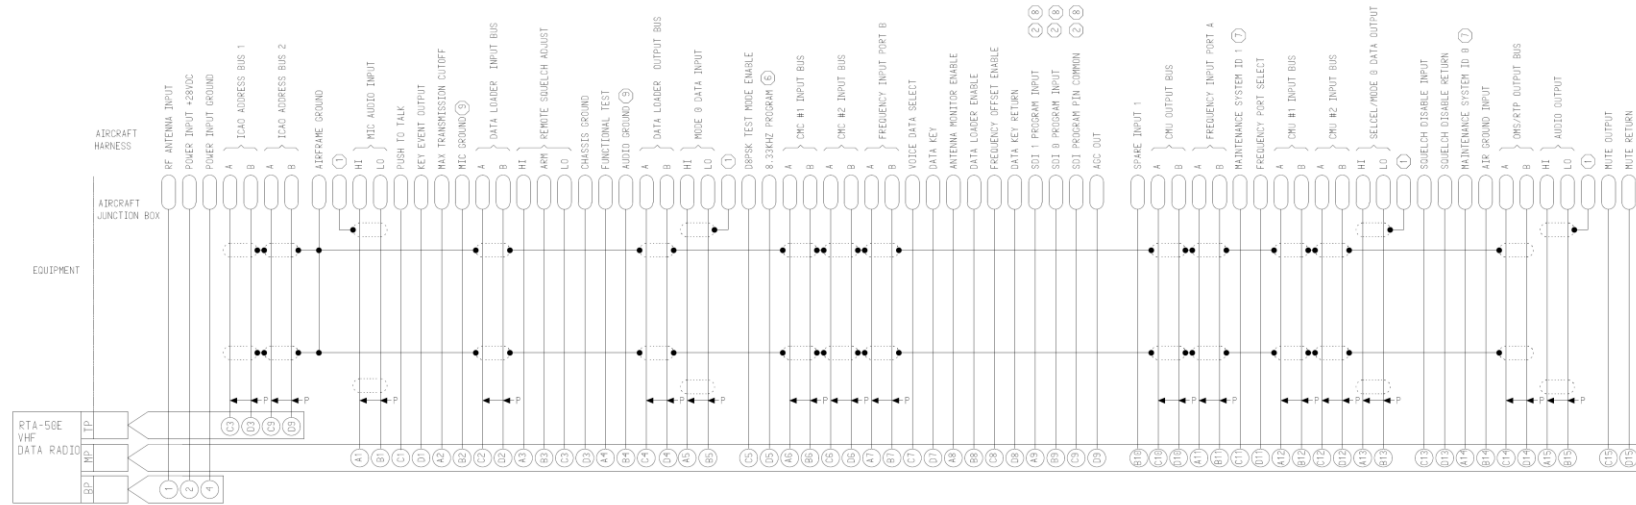 AIRCRAFT
HARNESS
AIRCRAFT
JUNCTION BOX
EQUIPMENT
RF ANTENNA INPUT
POWER INPUT +28VDC
POWER INPUT GROUND
A
ICAO ADDRESS BUS 1
B
A
ICAO ADDRESS BUS 2
B
AIRFRAME GROUND
1
HI
MIC AUDIO INPUT
LO
PUSH TO TALK
KEY EVENT OUTPUT
MAX TRANSMISSION CUTOFF
MIC GROUND 9
A
DATA LOADER INPUT BUS
B
HI
ARM REMOTE SQUELCH ADJUST
LO
CHASSIS GROUND
FUNCTIONAL TEST
AUDIO GROUND 9
A
DATA LOADER OUTPUT BUS
B
HI
MODE 0 DATA INPUT
LO
1
D8PSK TEST MODE ENABLE
8.33KHZ PROGRAM 6
A
CMC #1 INPUT BUS
B
A
CMC #2 INPUT BUS
B
A
FREQUENCY INPUT PORT B
B
VOICE DATA SELECT
DATA KEY
ANTENNA MONITOR ENABLE
DATA LOADER ENABLE
FREQUENCY OFFSET ENABLE
DATA KEY RETURN
SDI 1 PROGRAM INPUT 2 8
SDI 0 PROGRAM INPUT 2 8
SDI PROGRAM PIN COMMON 2 8
AGC OUT
SPARE INPUT 1
A
CMU OUTPUT BUS
B
A
FREQUENCY INPUT PORT A
B
MAINTENANCE SYSTEM ID 1 7
FREQUENCY PORT SELECT
A
CMU #1 INPUT BUS
B
A
CMU #2 INPUT BUS
B
HI
SELCEL/MODE 0 DATA OUTPUT
LO
1
SQUELCH DISABLE INPUT
SQUELCH DISABLE RETURN
MAINTENANCE SYSTEM ID 0 7
AIR GROUND INPUT
A
OMS/RTP OUTPUT BUS
B
HI
AUDIO OUTPUT
LO
1
MUTE OUTPUT
MUTE RETURN
P P P P P P P P P P P P P P
RTA-50E
VHF
DATA RADIO
TP
C3 D3 C9 D9
MP
A1 B1 C1 D1 A2 B2 C2 D2 A3 B3 C3 D3 A4 B4 C4 D4 A5 B5 C5 D5 A6 B6 C6 D6 A7 B7 C7 D7 A8 B8 C8 D8 A9 B9 C9 D9 B10 C10 D10 A11 B11 C11 D11 A12 B12 C12 D12 A13 B13 C13 D13 A14 B14 C14 D14 A15 B15 C15 D15
BP
1 2 4